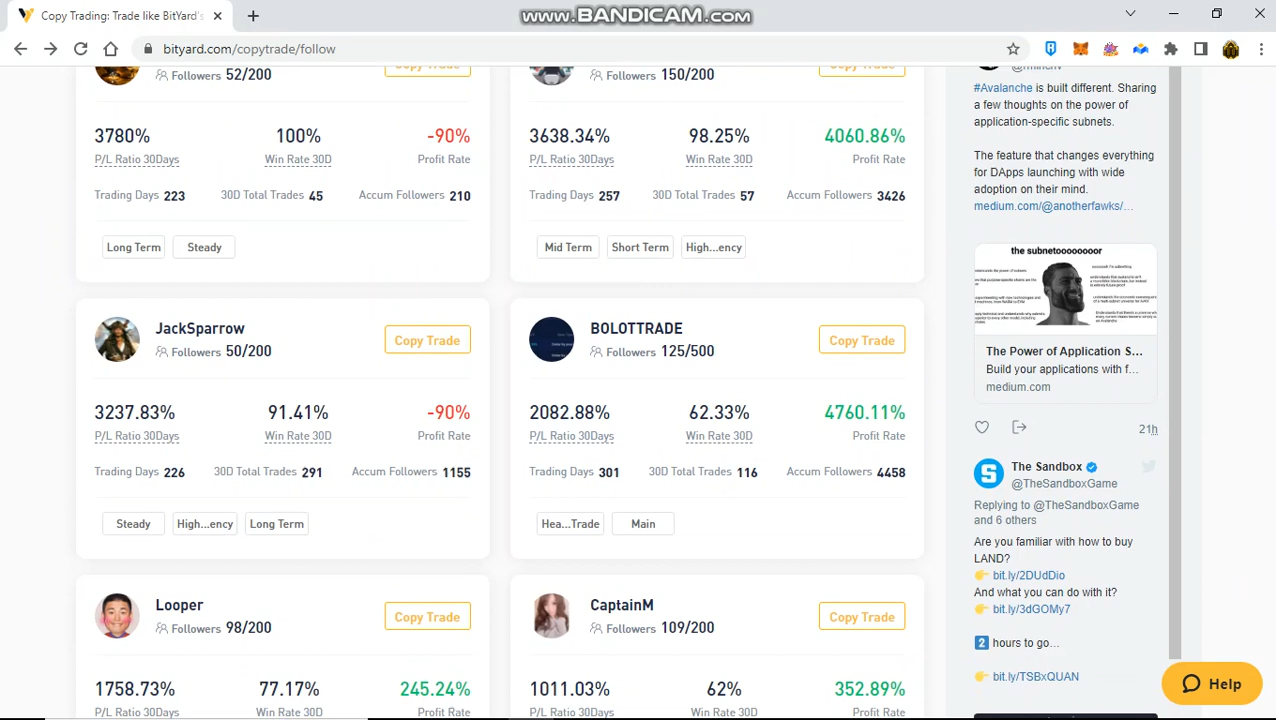 Copy Trading: Trade like BitYard's
www.BANDICAM.com
bityard.com/copytrade/follow
Followers 52/200
Copy Trade
3780% 100% -90%
P/L Ratio 30Days Win Rate 30D Profit Rate
Trading Days 223 30D Total Trades 45 Accum Followers 210
Long Term Steady
Followers 150/200
Copy Trade
3638.34% 98.25% 4060.86%
P/L Ratio 30Days Win Rate 30D Profit Rate
Trading Days 257 30D Total Trades 57 Accum Followers 3426
Mid Term Short Term High...ency
JackSparrow
Followers 50/200
Copy Trade
3237.83% 91.41% -90%
P/L Ratio 30Days Win Rate 30D Profit Rate
Trading Days 226 30D Total Trades 291 Accum Followers 1155
Steady High...ency Long Term
BOLOTTRADE
Followers 125/500
Copy Trade
2082.88% 62.33% 4760.11%
P/L Ratio 30Days Win Rate 30D Profit Rate
Trading Days 301 30D Total Trades 116 Accum Followers 4458
Hea...Trade Main
Looper
Followers 98/200
Copy Trade
1758.73% 77.17% 245.24%
P/L Ratio 30Days Win Rate 30D Profit Rate
CaptainM
Followers 109/200
Copy Trade
1011.03% 62% 352.89%
P/L Ratio 30Days Win Rate 30D Profit Rate
#Avalanche is built different. Sharing
a few thoughts on the power of
application-specific subnets.
The feature that changes everything
for DApps launching with wide
adoption on their mind.
medium.com/@anotherfawks/...
the subnetooooooor
The Power of Application S...
Build your applications with f...
medium.com
21h
The Sandbox
@TheSandboxGame
Replying to @TheSandboxGame
and 6 others
Are you familiar with how to buy
LAND?
👉 bit.ly/2DUdDio
And what you can do with it?
👉 bit.ly/3dGOMy7
2 hours to go...
👉 bit.ly/TSBxQUAN
Help